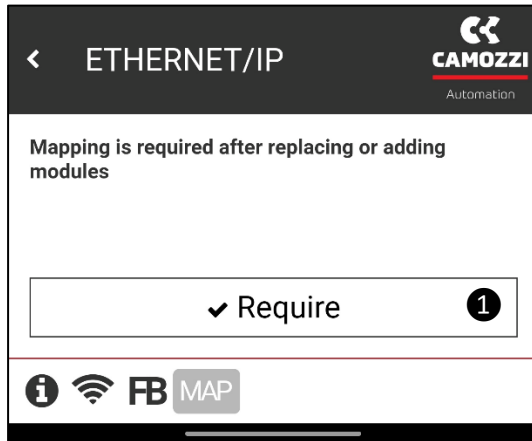 ETHERNET/IP
CAMOZZI
Automation
Mapping is required after replacing or adding
modules
Require
1
FB MAP